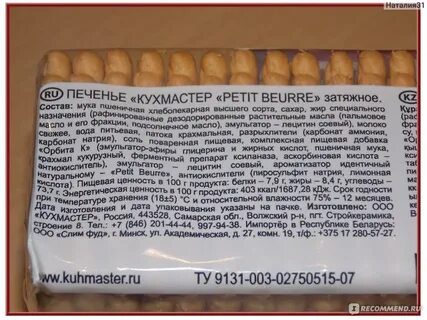 Наталия31
RU ПЕЧЕНЬЕ «КУХМАСТЕР «PETIT BEURRE» затяжное.
KZ
Состав: мука пшеничная хлебопекарная высшего сорта, сахар, жир специального
назначения (рафинированные дезодорированные растительные масла (пальмовое
масло и его фракции, подсолнечное масло), эмульгатор – лецитин соевый), молоко
свежее, вода питьевая, патока крахмальная, разрыхлители (карбонат аммония,
карбонат натрия), соль поваренная, комплексная пищевая добавка
«Орбита К» (эмульгатор-эфиры глицерина и жирных кислот, мука пшеничная,
крахмал кукурузный, ферментный препарат ксиланаза, аскорбиновая кислота –
антиокислитель), эмульгатор – лецитин соевый, ароматизатор идентичный
натуральному – «Petit Beurre», антиокислители (пиросульфит натрия, лимонная
кислота). Пищевая ценность в 100 г продукта: белки – 7,9 г, жиры – 8,4 г, углеводы –
73,7 г. Энергетическая ценность в 100 г продукта: 403 ккал/1687,28 кДж. Срок годности
при температуре хранения (18±5) °С и относительной влажности 75% – 12 месяцев.
Дата изготовления и дата упаковывания указаны на пачке. Изготовлено: ООО
«КУХМАСТЕР», Россия, 443528, Самарская обл., Волжский р-н, пгт. Стройкерамика,
строение 8. Тел.: +7 (846) 201-44-44, 997-94-38. Импортёр в Республику Беларусь:
ООО «Слим Фуд», г. Минск, ул. Академическая, д. 27, комн. 19, т/ф.: +375 17 280-57-27.
www.kuhmaster.ru ТУ 9131-003-02750515-07
IRECOMMEND.RU